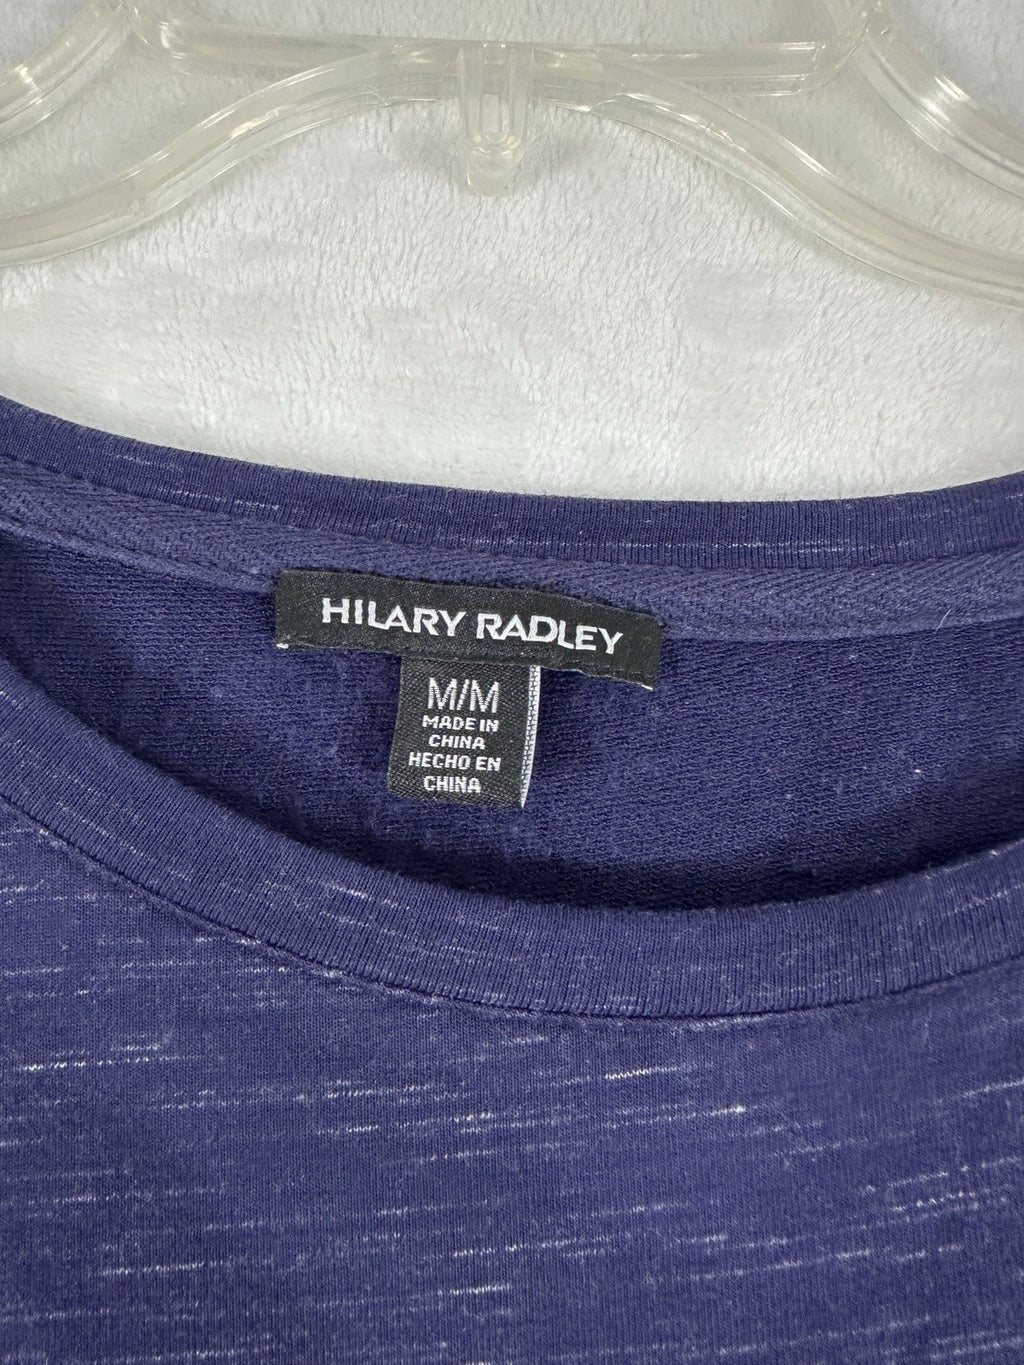 HILARY RADLEY
M/M
MADE IN
CHINA
HECHO EN
CHINA